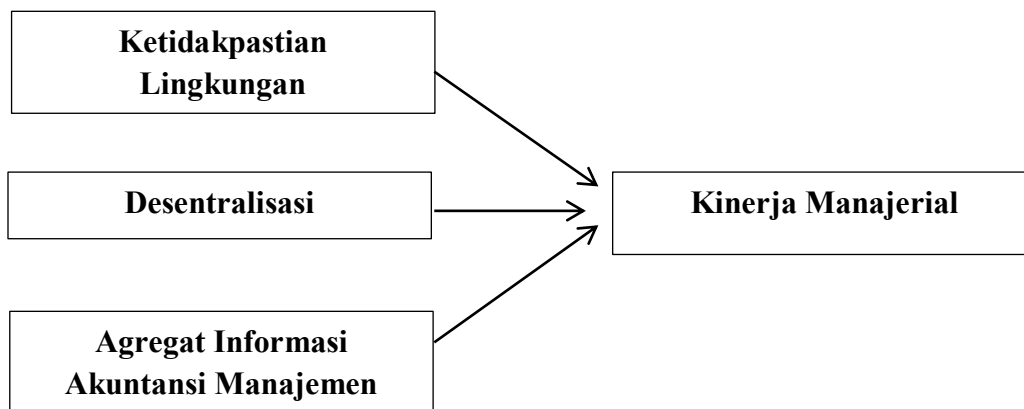 Ketidakpastian
Lingkungan
Desentralisasi
Kinerja Manajerial
Agregat Informasi
Akuntansi Manajemen